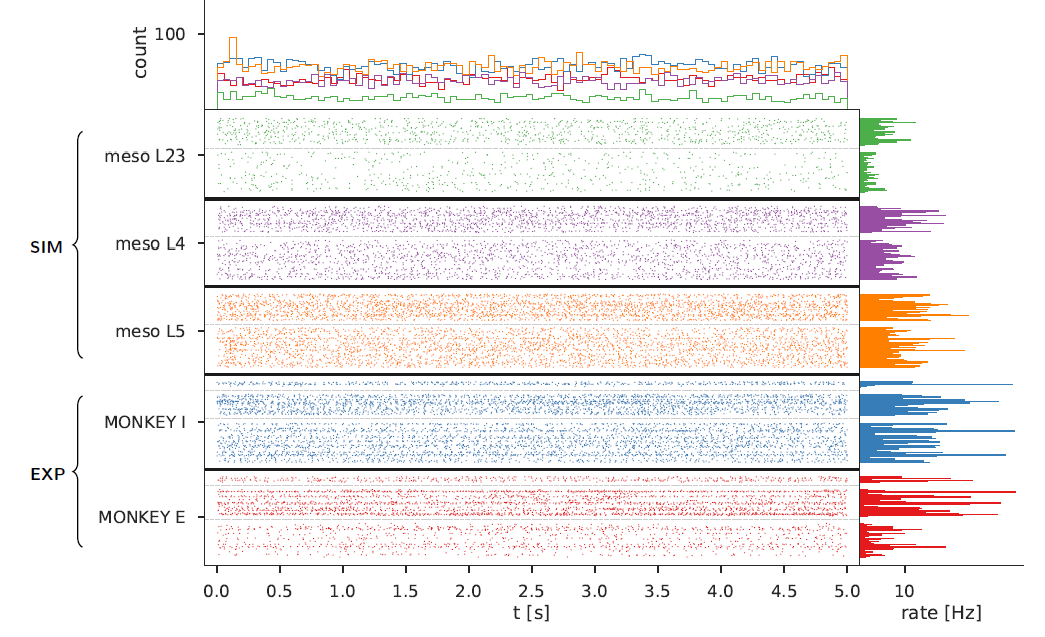 count
100
meso L23
meso L4
SIM
meso L5
MONKEY I
EXP
MONKEY E
0.0 0.5 1.0 1.5 2.0 2.5 3.0 3.5 4.0 4.5 5.0 10
t [s] rate [Hz]